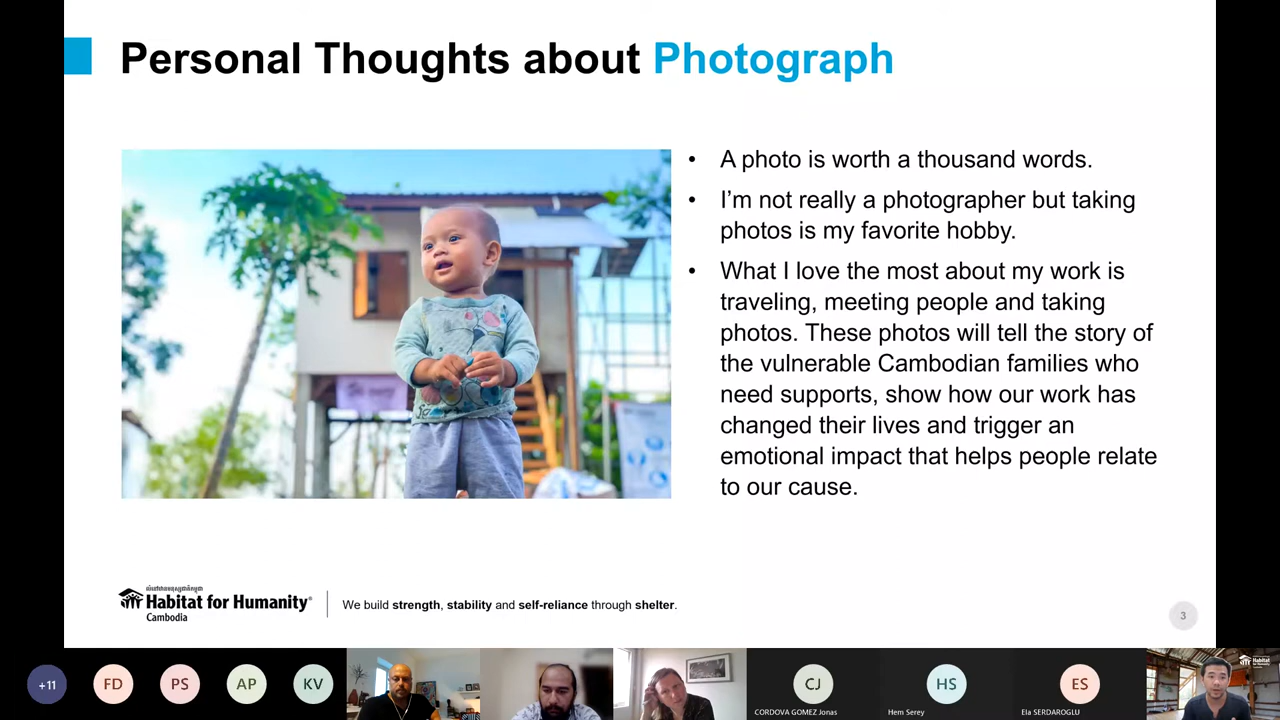 Personal Thoughts about Photograph
• A photo is worth a thousand words.
• I’m not really a photographer but taking
photos is my favorite hobby.
• What I love the most about my work is
traveling, meeting people and taking
photos. These photos will tell the story of
the vulnerable Cambodian families who
need supports, show how our work has
changed their lives and trigger an
emotional impact that helps people relate
to our cause.
Habitat for Humanity®
Cambodia
We build strength, stability and self-reliance through shelter.
3
+11
FD
PS
AP
KV
CJ
CORDOVA GOMEZ Jonas
HS
Hem Serey
ES
Ela SERDAROGLU